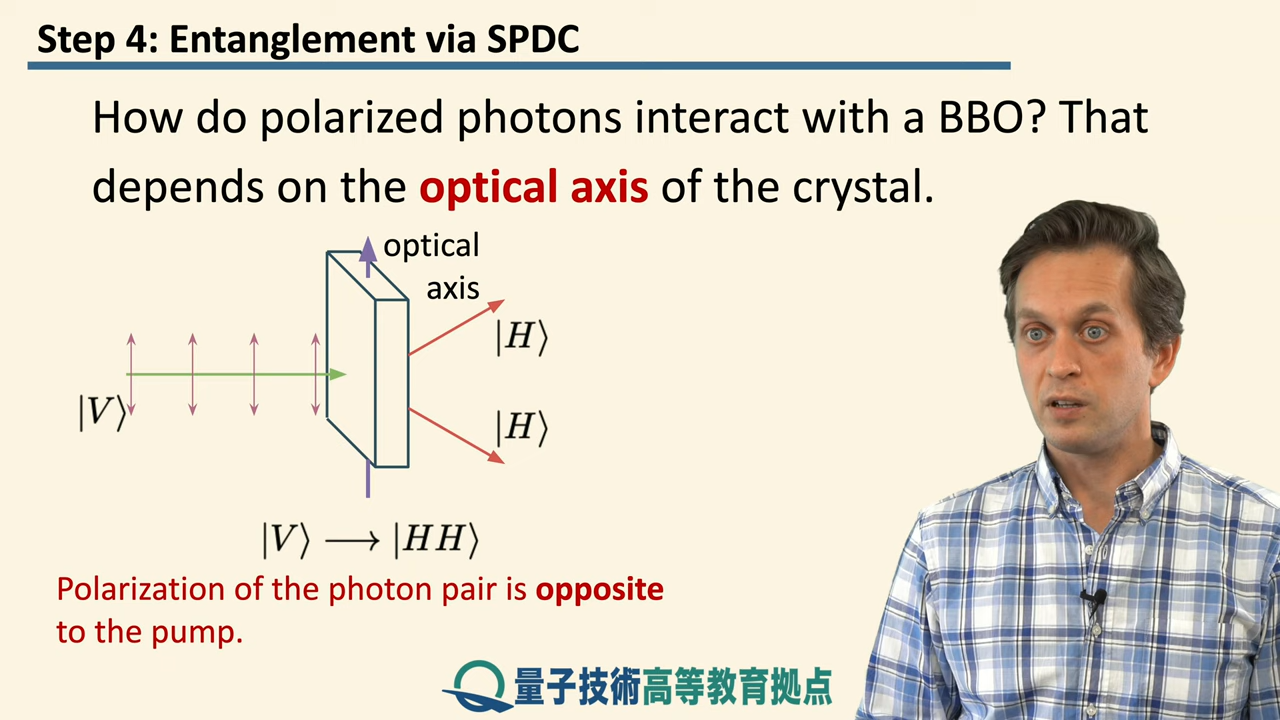 Step 4: Entanglement via SPDC
How do polarized photons interact with a BBO? That
depends on the optical axis of the crystal.
optical
axis
|H⟩
|V⟩
|H⟩
|V⟩ ⟶ |HH⟩
Polarization of the photon pair is opposite
to the pump.
量子技術高等教育拠点